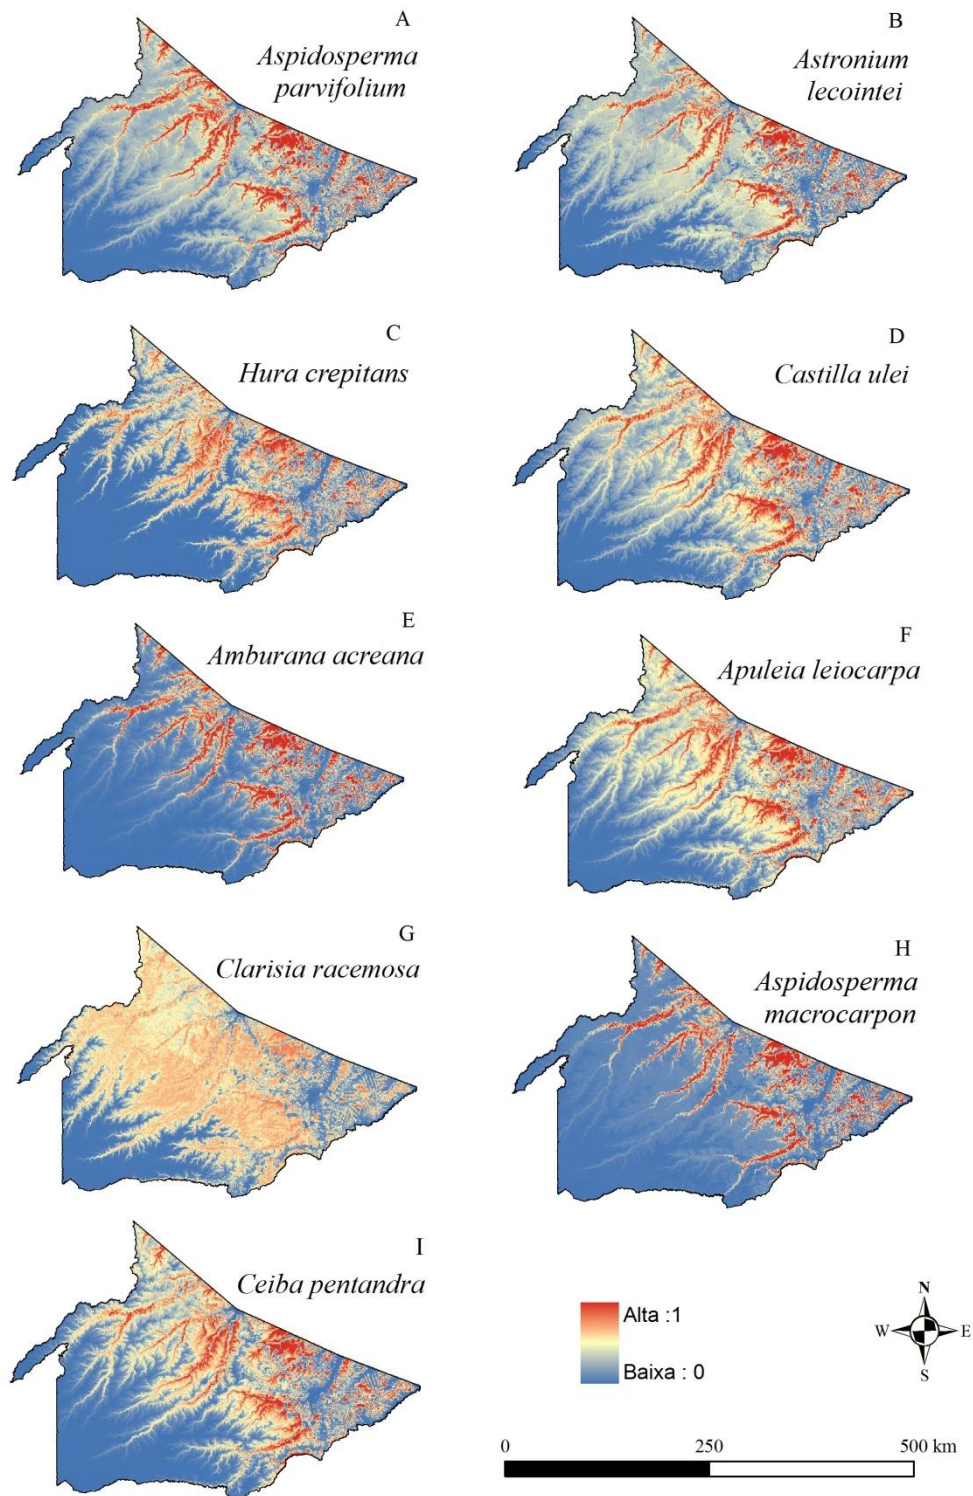 A
Aspidosperma
parvifolium
B
Astronium
lecointei
C
Hura crepitans
D
Castilla ulei
E
Amburana acreana
F
Apuleia leiocarpa
G
Clarisia racemosa
H
Aspidosperma
macrocarpon
I
Ceiba pentandra
Alta :1
Baixa : 0
N
W E
S
0 250 500 km